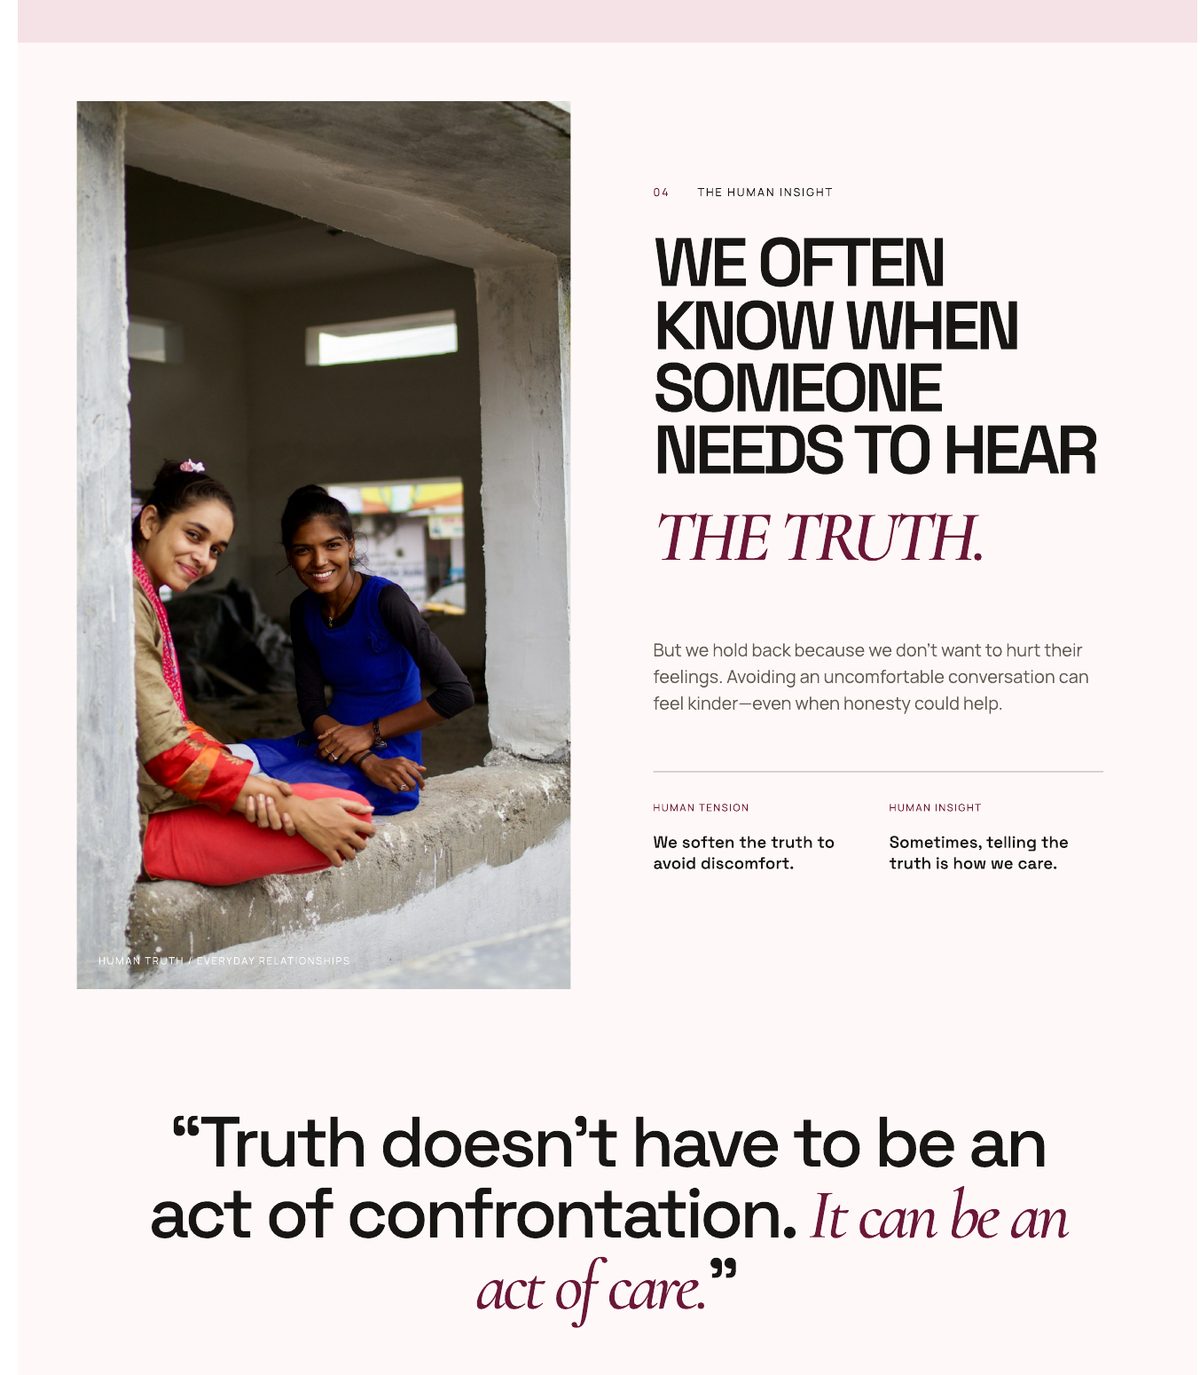 04 THE HUMAN INSIGHT
WE OFTEN
KNOW WHEN
SOMEONE
NEEDS TO HEAR
THE TRUTH.
But we hold back because we don't want to hurt their
feelings. Avoiding an uncomfortable conversation can
feel kinder—even when honesty could help.
HUMAN TENSION
We soften the truth to
avoid discomfort.
HUMAN INSIGHT
Sometimes, telling the
truth is how we care.
HUMAN TRUTH / EVERYDAY RELATIONSHIPS
“Truth doesn’t have to be an
act of confrontation. It can be an
act of care.”